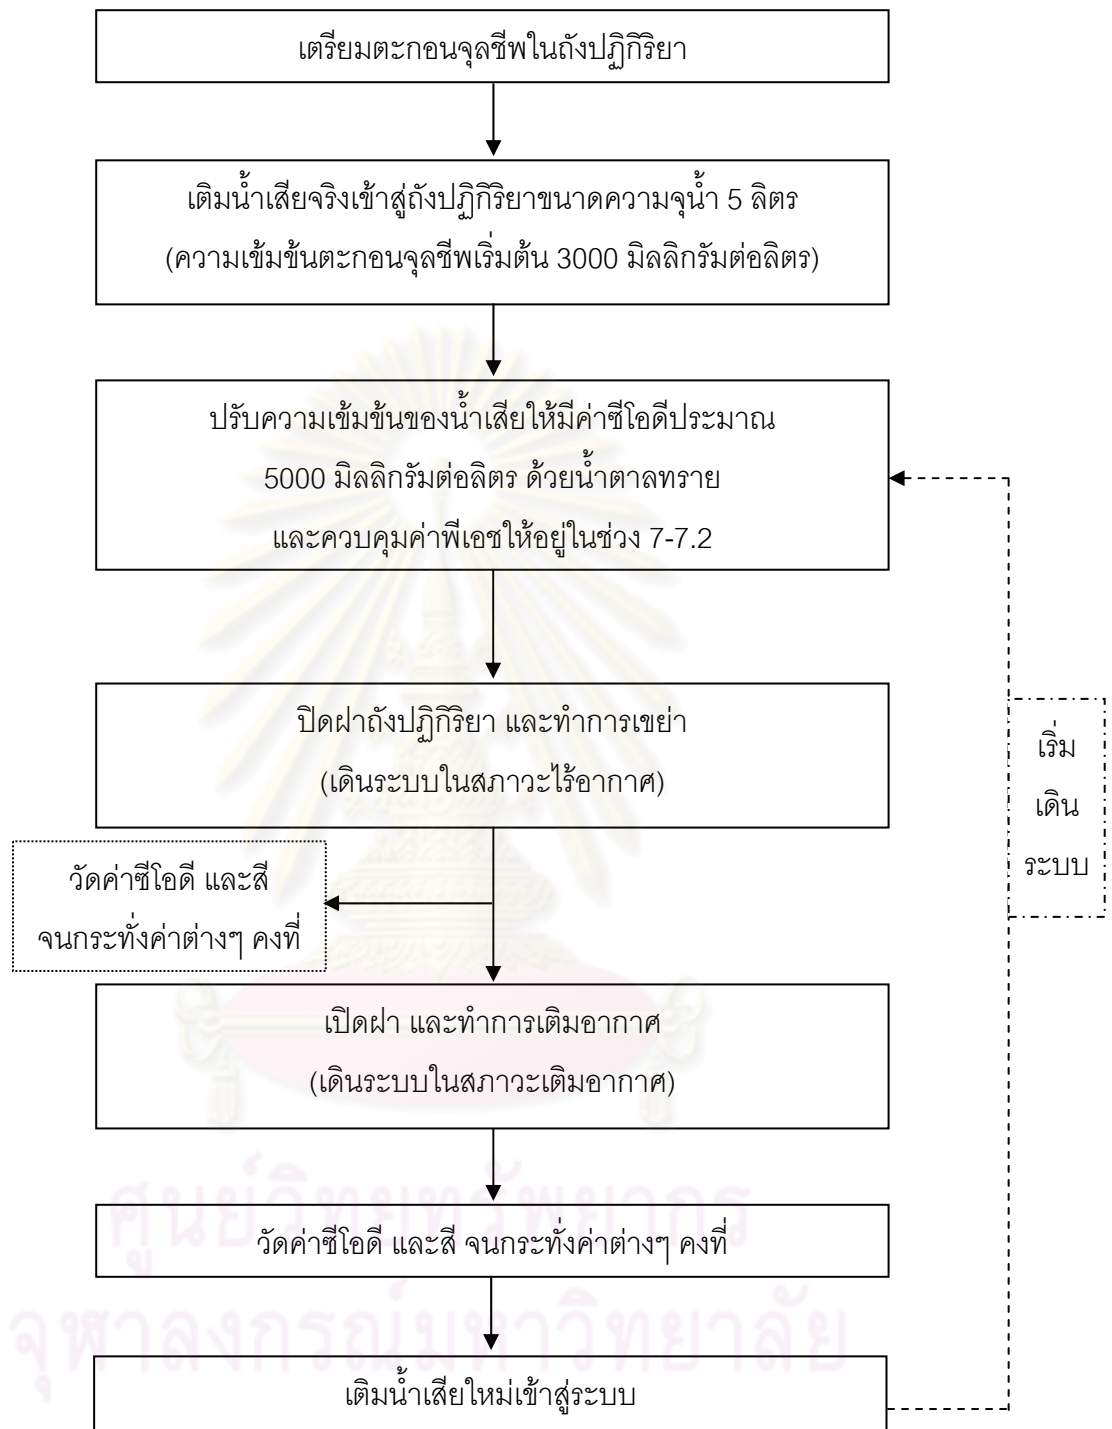 เตรียมตะกอนจุลชีพในถังปฏิกิริยา
เติมน้ำเสียจริงเข้าสู่ถังปฏิกิริยาขนาดความจุน้ำ 5 ลิตร
(ความเข้มข้นตะกอนจุลชีพเริ่มต้น 3000 มิลลิกรัมต่อลิตร)
ปรับความเข้มข้นของน้ำเสียให้มีค่าซีโอดีประมาณ
5000 มิลลิกรัมต่อลิตร ด้วยน้ำตาลทราย
และควบคุมค่าพีเอชให้อยู่ในช่วง 7-7.2
ปิดฝาถังปฏิกิริยา และทำการเขย่า
(เดินระบบในสภาวะไร้อากาศ)
เริ่ม
เดิน
ระบบ
วัดค่าซีโอดี และสี
จนกระทั่งค่าต่างๆ คงที่
เปิดฝา และทำการเติมอากาศ
(เดินระบบในสภาวะเติมอากาศ)
ศูนย์วิทยทรัพยากร
วัดค่าซีโอดี และสี จนกระทั่งค่าต่างๆ คงที่
จุฬาลงกรณ์มหาวิทยาลัย
เติมน้ำเสียใหม่เข้าสู่ระบบ